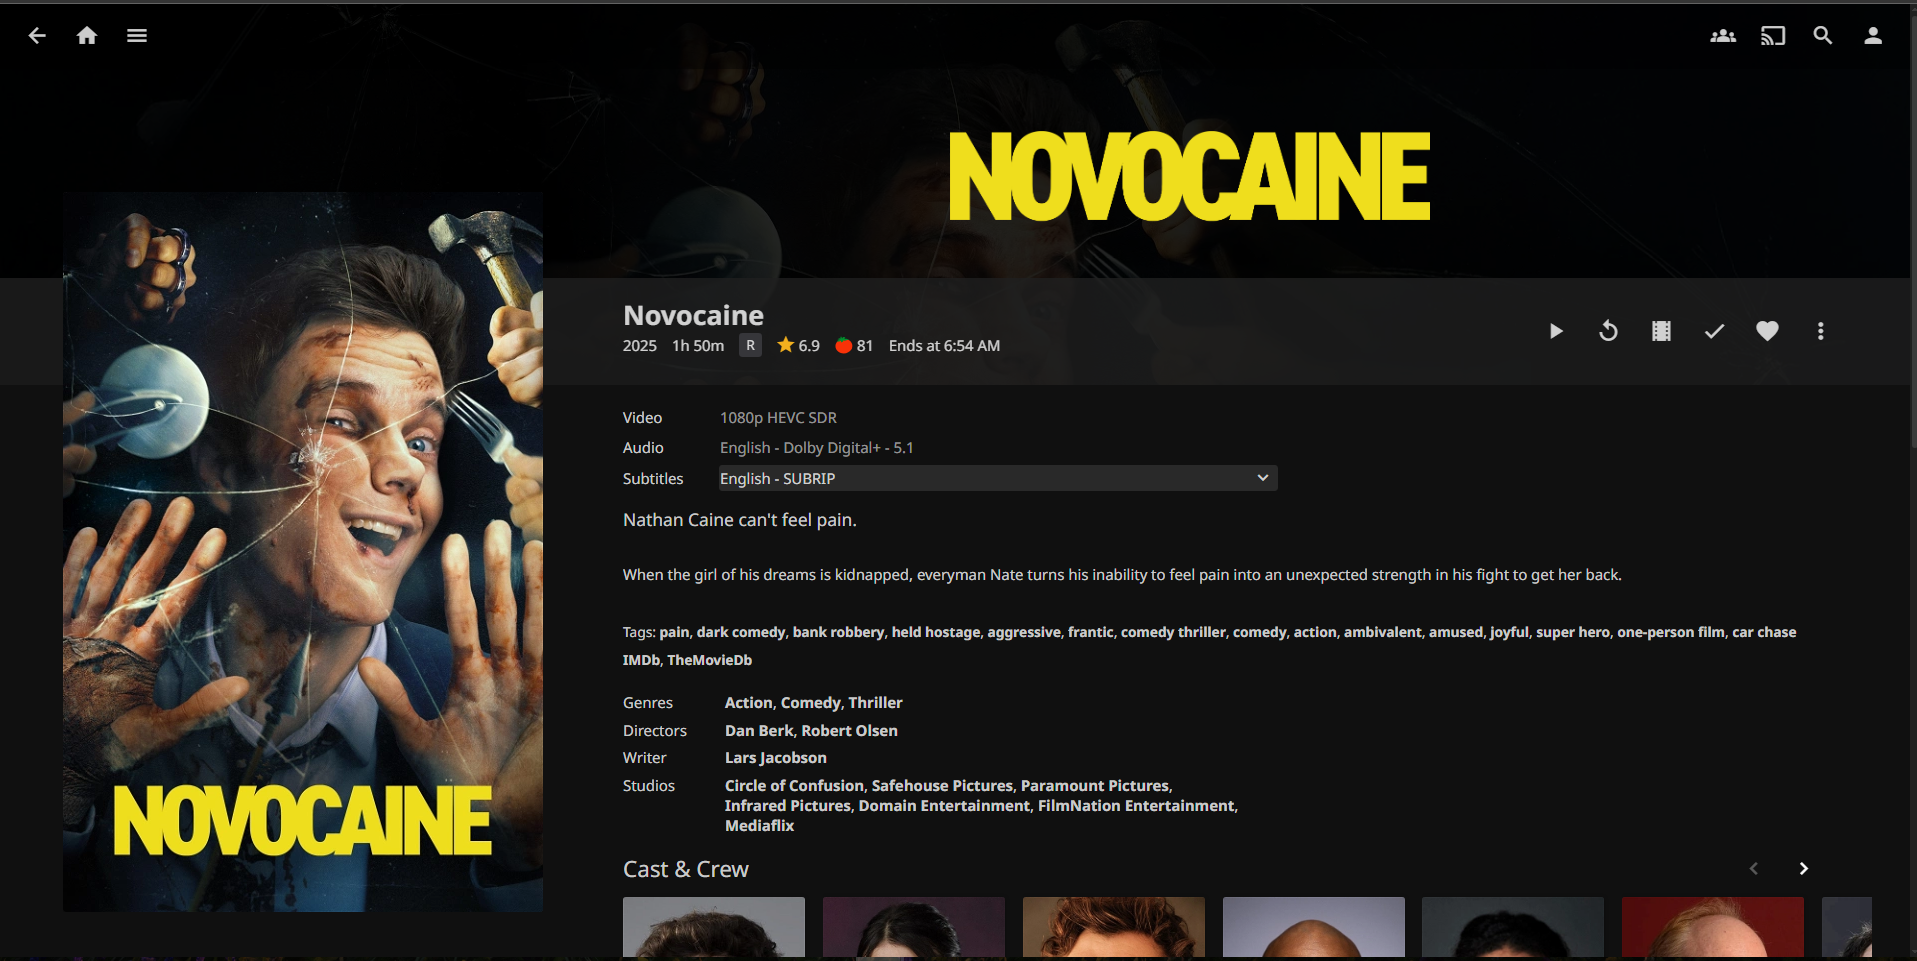 NOVOCAINE
NOVOCAINE
Novocaine
2025 1h 50m R 6.9 81 Ends at 6:54 AM
Video 1080p HEVC SDR
Audio English - Dolby Digital+ - 5.1
Subtitles English - SUBRIP
Nathan Caine can't feel pain.
When the girl of his dreams is kidnapped, everyman Nate turns his inability to feel pain into an unexpected strength in his fight to get her back.
Tags: pain, dark comedy, bank robbery, held hostage, aggressive, frantic, comedy thriller, comedy, action, ambivalent, amused, joyful, super hero, one-person film, car chase
IMDb, TheMovieDb
Genres Action, Comedy, Thriller
Directors Dan Berk, Robert Olsen
Writer Lars Jacobson
Studios Circle of Confusion, Safehouse Pictures, Paramount Pictures,
Infrared Pictures, Domain Entertainment, FilmNation Entertainment,
Mediaflix
Cast & Crew